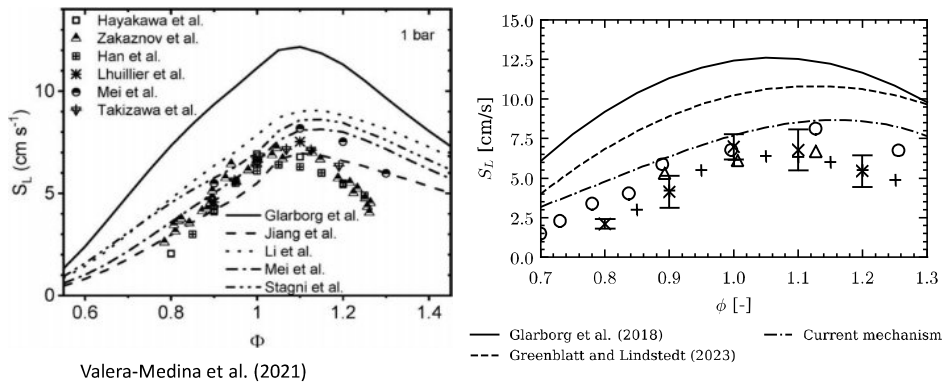 Hayakawa et al.
Zakaznov et al.
Han et al.
Lhuillier et al.
Mei et al.
Takizawa et al.
1 bar
10
5
0
S_L (cm s⁻¹)
Glarborg et al.
Jiang et al.
Li et al.
Mei et al.
Stagni et al.
0.6 0.8 1.0 1.2 1.4
Φ
Valera-Medina et al. (2021)
15.0
12.5
10.0
7.5
5.0
2.5
0.0
S_L [cm/s]
0.7 0.8 0.9 1.0 1.1 1.2 1.3
ϕ [-]
Glarborg et al. (2018)
Current mechanism
Greenblatt and Lindstedt (2023)